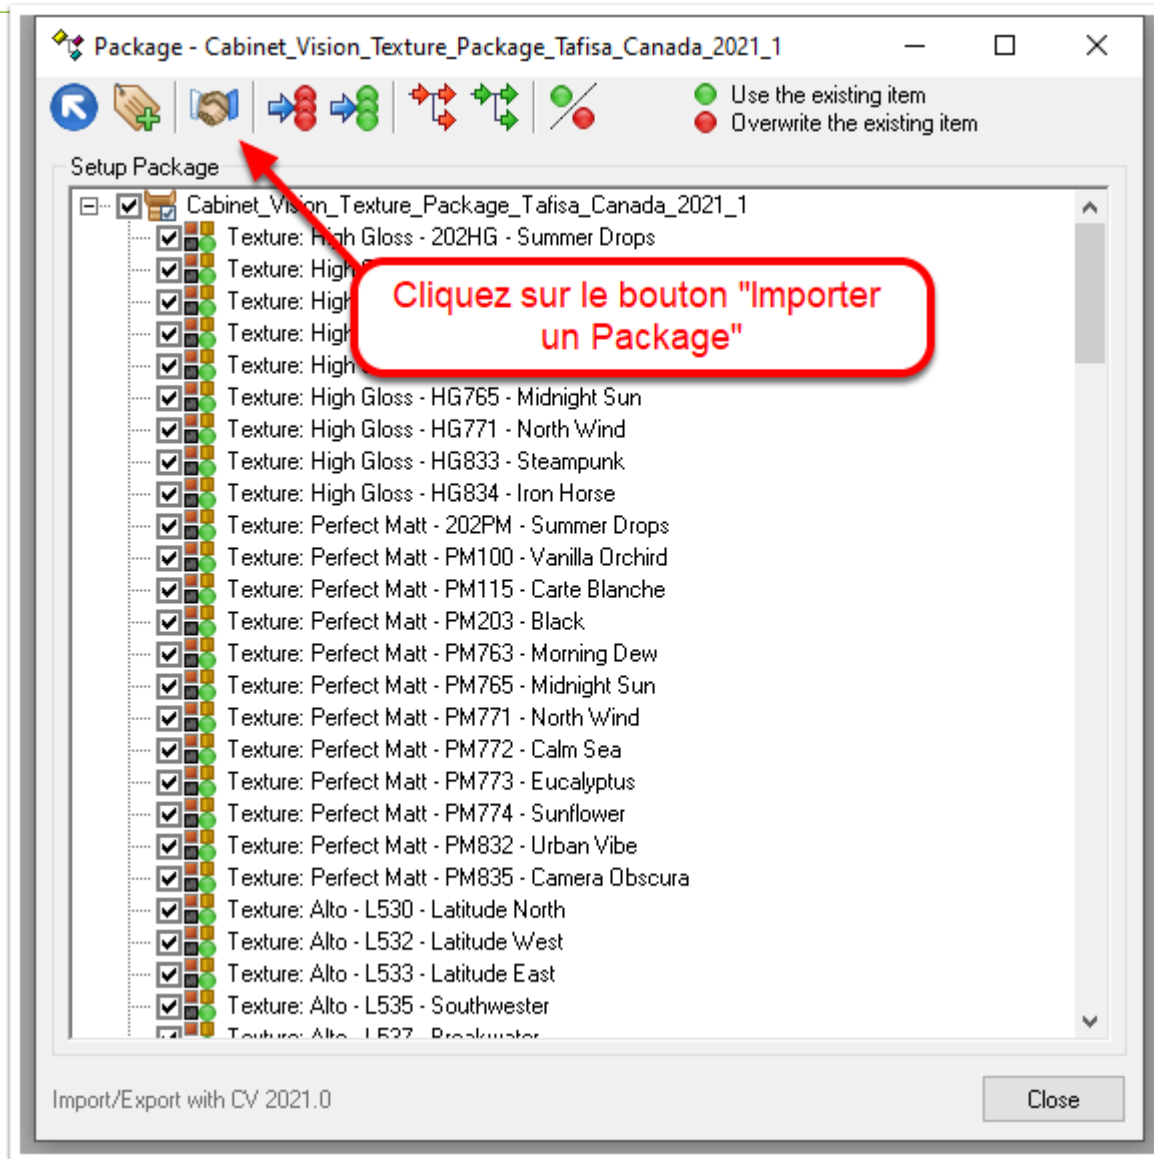 Package - Cabinet_Vision_Texture_Package_Tafisa_Canada_2021_1
Use the existing item
Overwrite the existing item
Setup Package
Cabinet_Vision_Texture_Package_Tafisa_Canada_2021_1
Texture: High Gloss - 202HG - Summer Drops
Texture: High
Texture: High
Texture: High
Texture: High
Cliquez sur le bouton "Importer
un Package"
Texture: High Gloss - HG765 - Midnight Sun
Texture: High Gloss - HG771 - North Wind
Texture: High Gloss - HG833 - Steampunk
Texture: High Gloss - HG834 - Iron Horse
Texture: Perfect Matt - 202PM - Summer Drops
Texture: Perfect Matt - PM100 - Vanilla Orchird
Texture: Perfect Matt - PM115 - Carte Blanche
Texture: Perfect Matt - PM203 - Black
Texture: Perfect Matt - PM763 - Morning Dew
Texture: Perfect Matt - PM765 - Midnight Sun
Texture: Perfect Matt - PM771 - North Wind
Texture: Perfect Matt - PM772 - Calm Sea
Texture: Perfect Matt - PM773 - Eucalyptus
Texture: Perfect Matt - PM774 - Sunflower
Texture: Perfect Matt - PM832 - Urban Vibe
Texture: Perfect Matt - PM835 - Camera Obscura
Texture: Alto - L530 - Latitude North
Texture: Alto - L532 - Latitude West
Texture: Alto - L533 - Latitude East
Texture: Alto - L535 - Southwester
Texture: Alto - L537 - Breakwater
Import/Export with CV 2021.0
Close